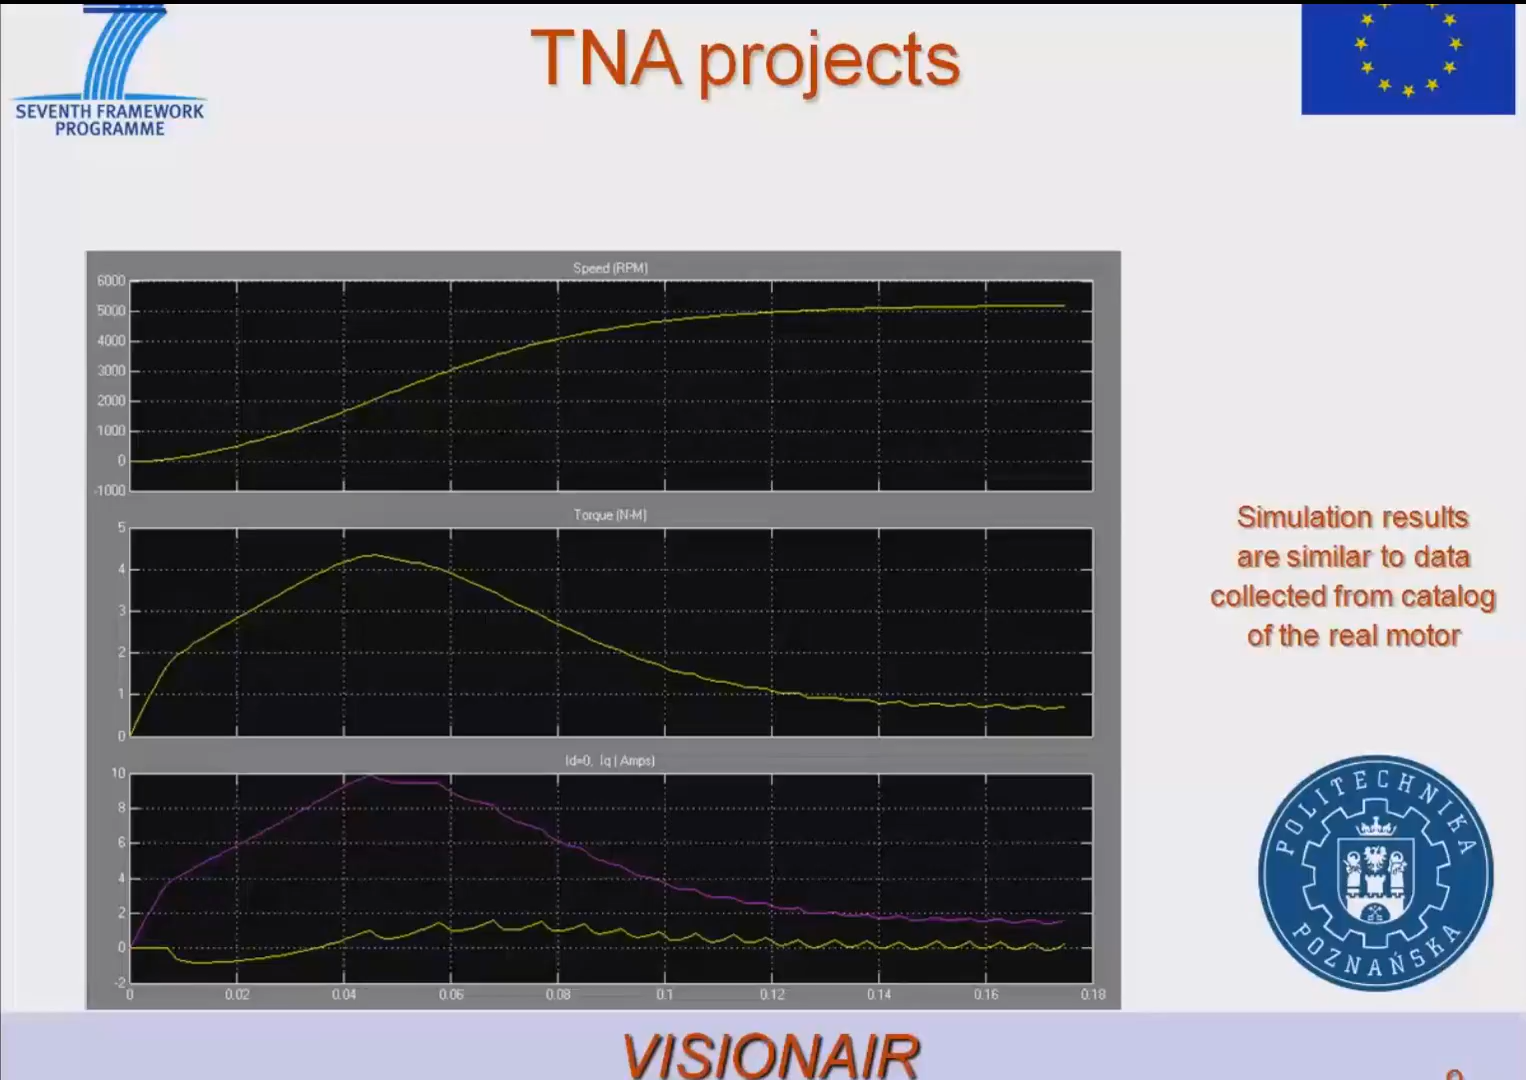 TNA projects
SEVENTH FRAMEWORK
PROGRAMME
Speed (RPM)
6000
5000
4000
3000
2000
1000
0
-1000
Torque (N-M)
5
4
3
2
1
0
Id=0, Iq ( Amps)
10
8
6
4
2
0
-2
0 0.02 0.04 0.06 0.08 0.1 0.12 0.14 0.16 0.18
Simulation results
are similar to data
collected from catalog
of the real motor
POLITECHNIKA
POZNAŃSKA
VISIONAIR